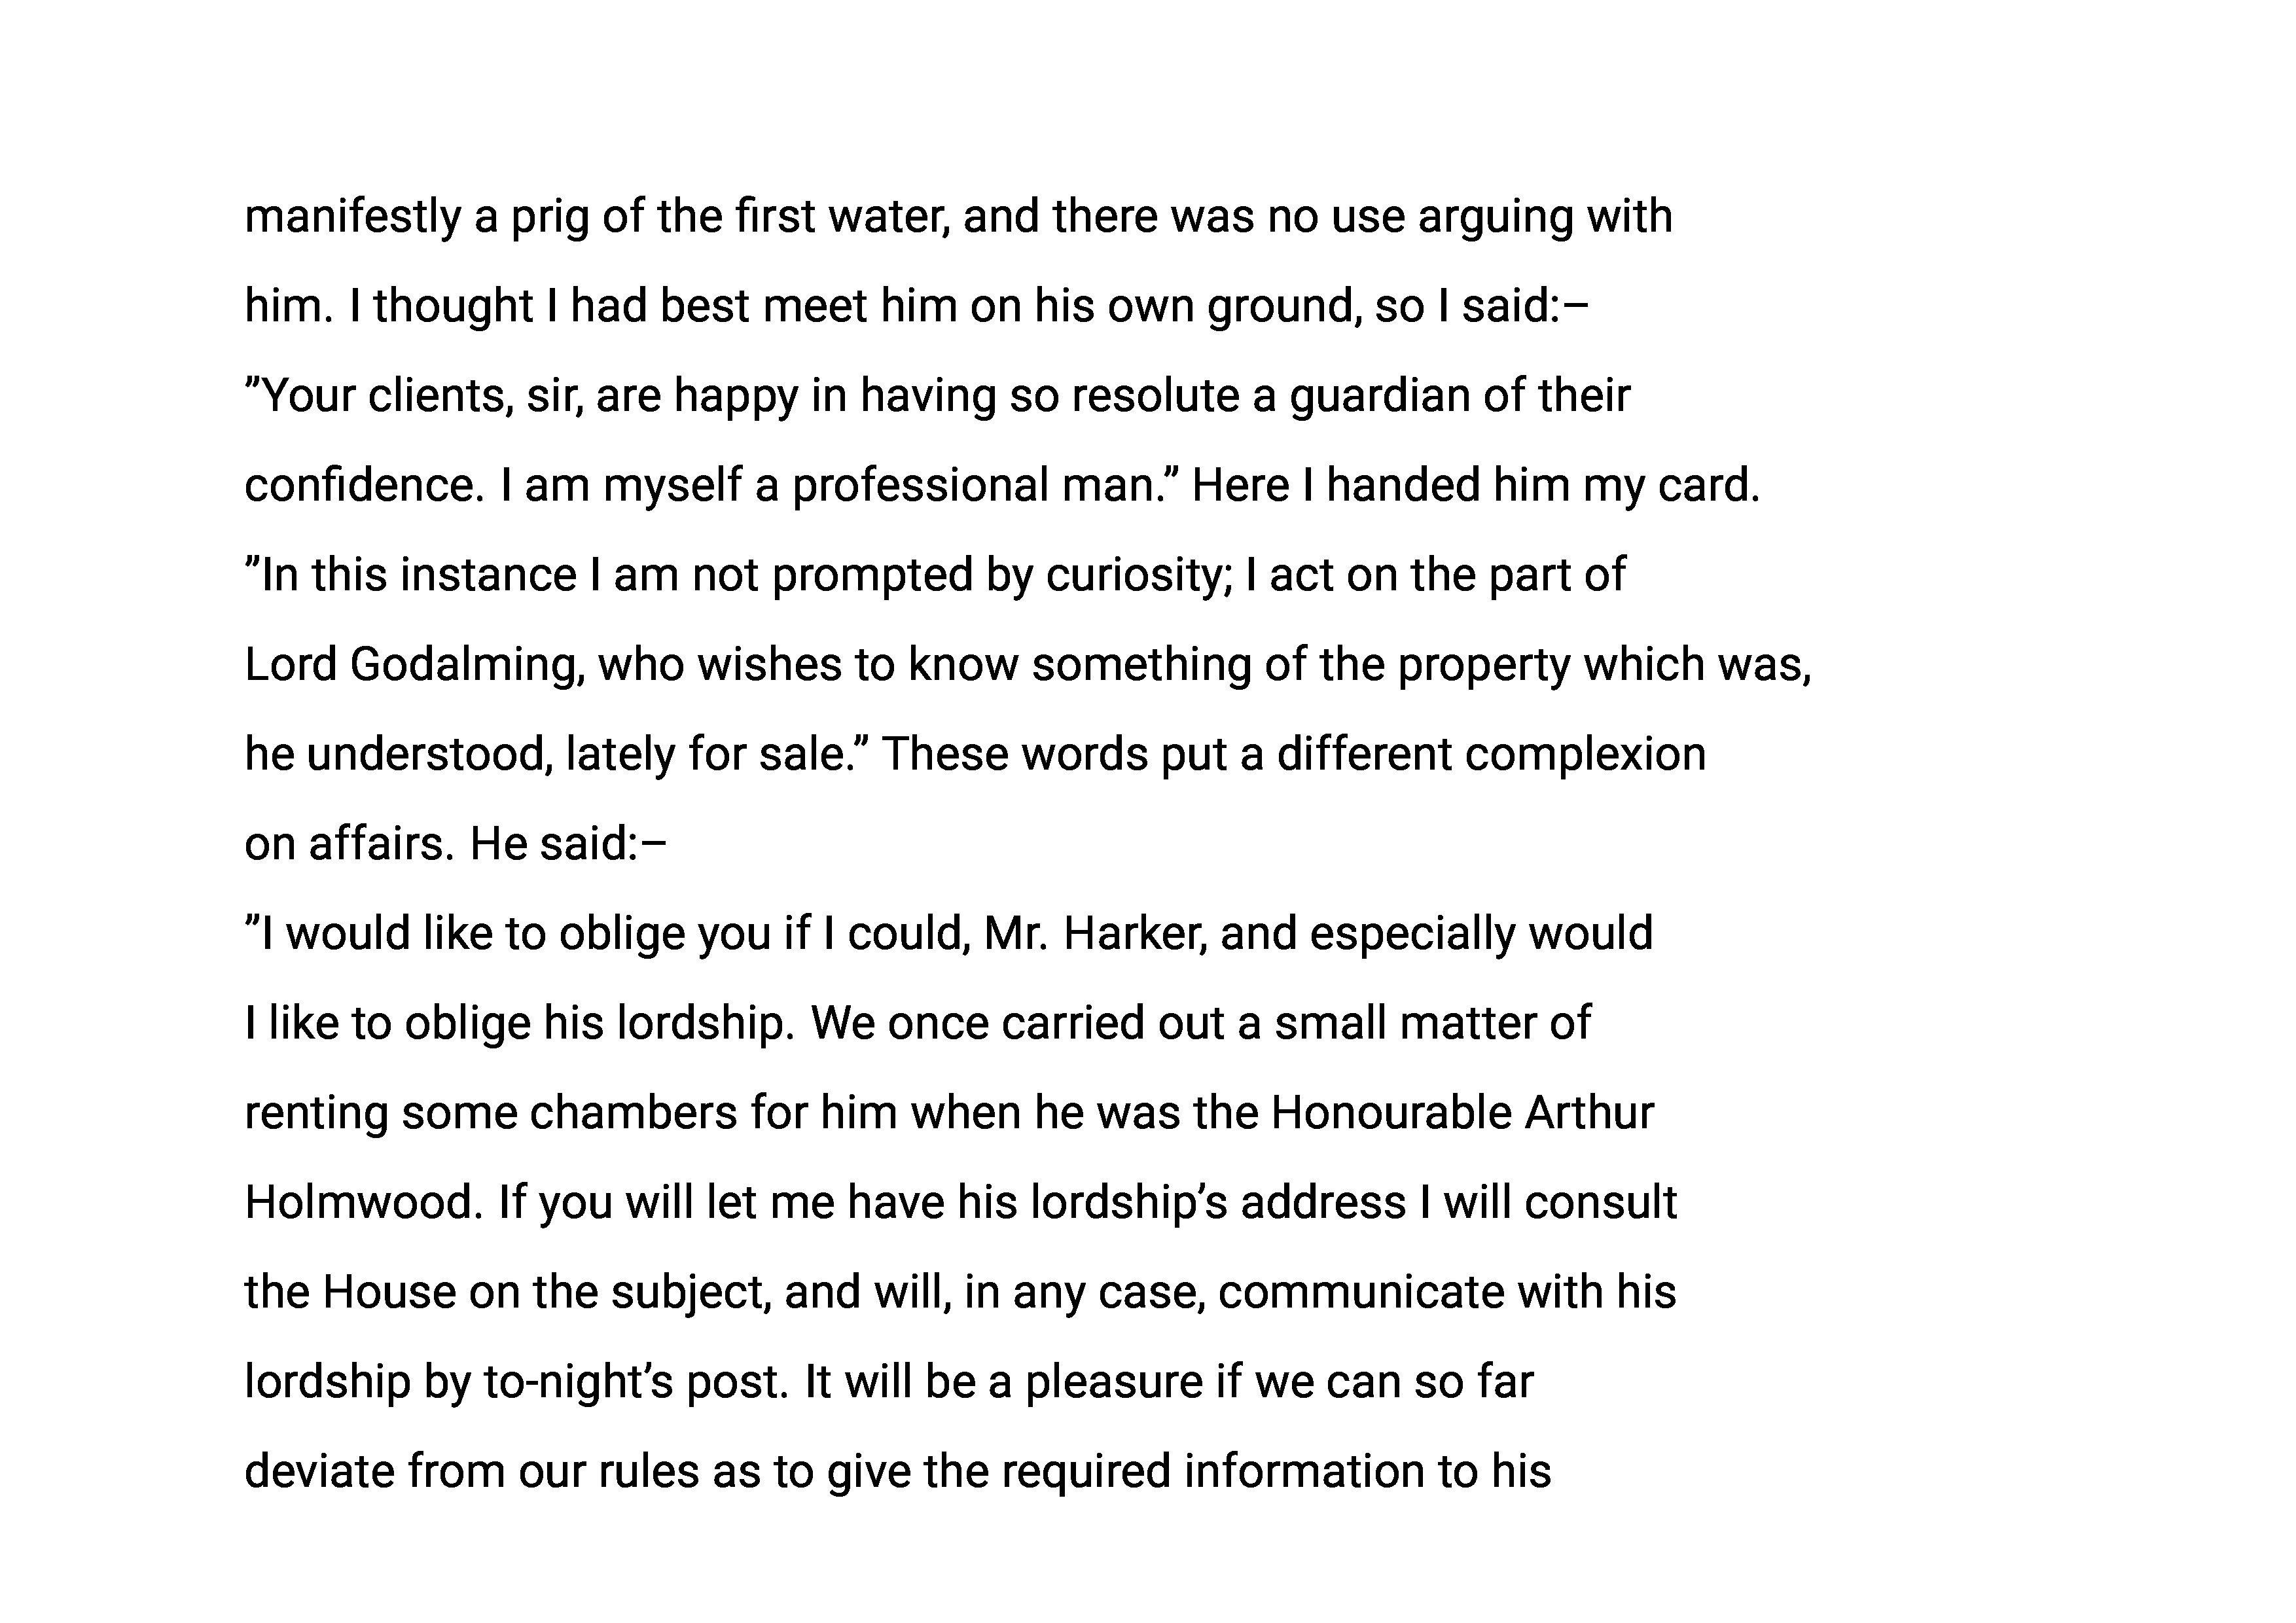 manifestly a prig of the first water, and there was no use arguing with
him. I thought I had best meet him on his own ground, so I said:–
”Your clients, sir, are happy in having so resolute a guardian of their
confidence. I am myself a professional man.” Here I handed him my card.
”In this instance I am not prompted by curiosity; I act on the part of
Lord Godalming, who wishes to know something of the property which was,
he understood, lately for sale.” These words put a different complexion
on affairs. He said:–
”I would like to oblige you if I could, Mr. Harker, and especially would
I like to oblige his lordship. We once carried out a small matter of
renting some chambers for him when he was the Honourable Arthur
Holmwood. If you will let me have his lordship’s address I will consult
the House on the subject, and will, in any case, communicate with his
lordship by to-night’s post. It will be a pleasure if we can so far
deviate from our rules as to give the required information to his